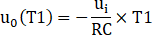 u₀(T1) = − uᵢ/RC × T1